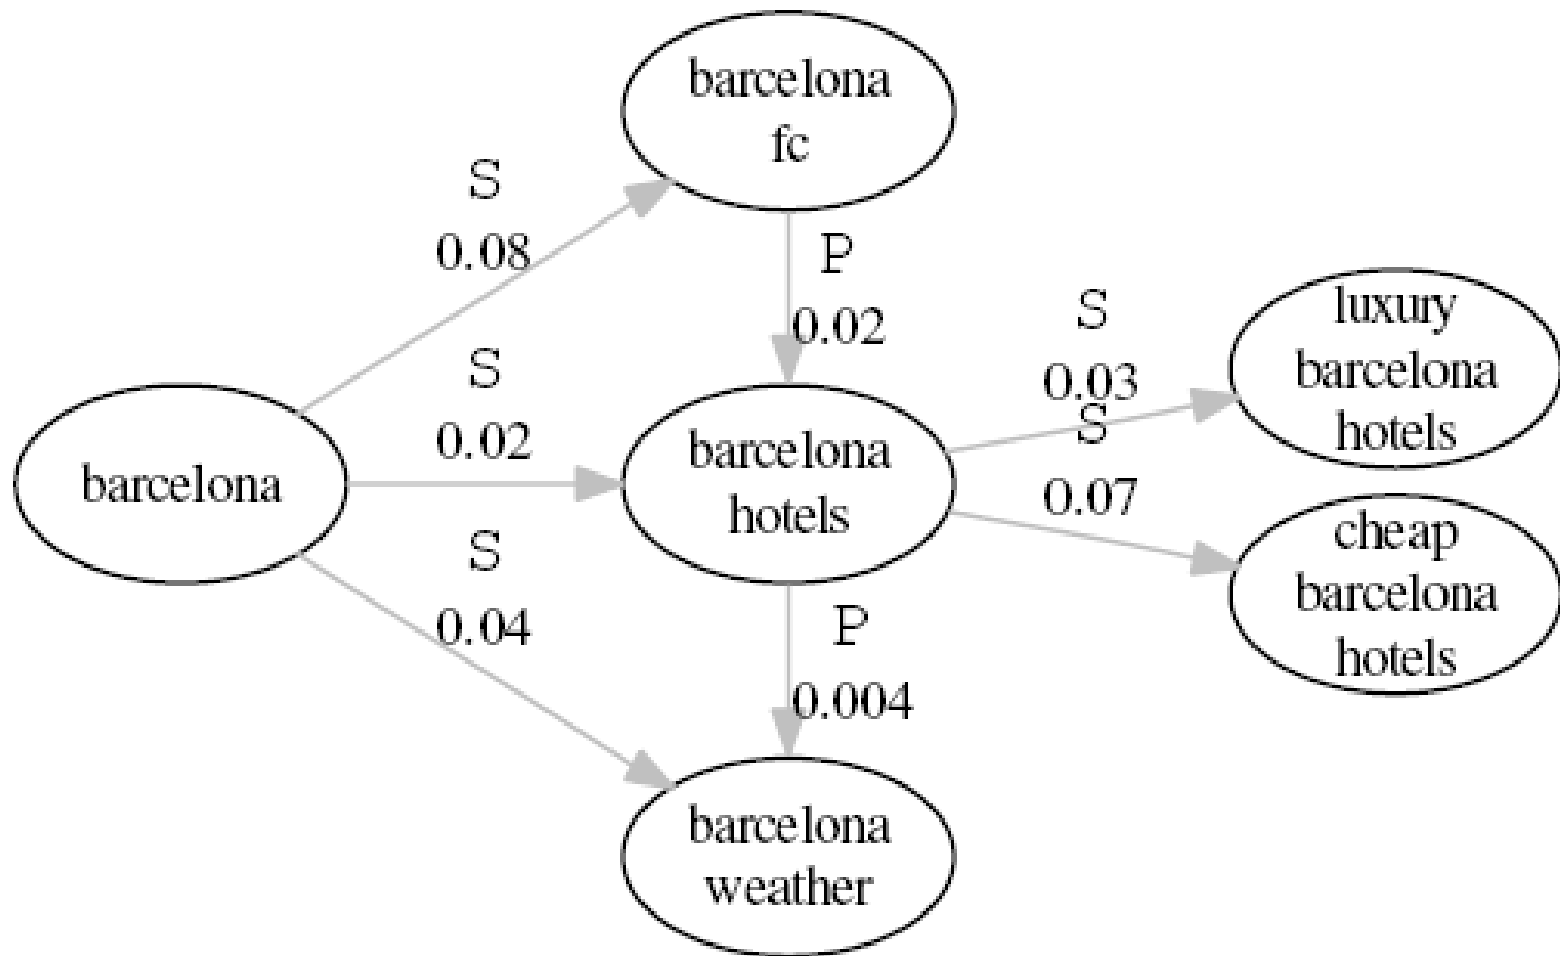 barcelona
fc
S
0.08
P
0.02
S
0.03
luxury
barcelona
hotels
S
0.02
barcelona
barcelona
hotels
S
0.07
cheap
barcelona
hotels
S
0.04
P
0.004
barcelona
weather